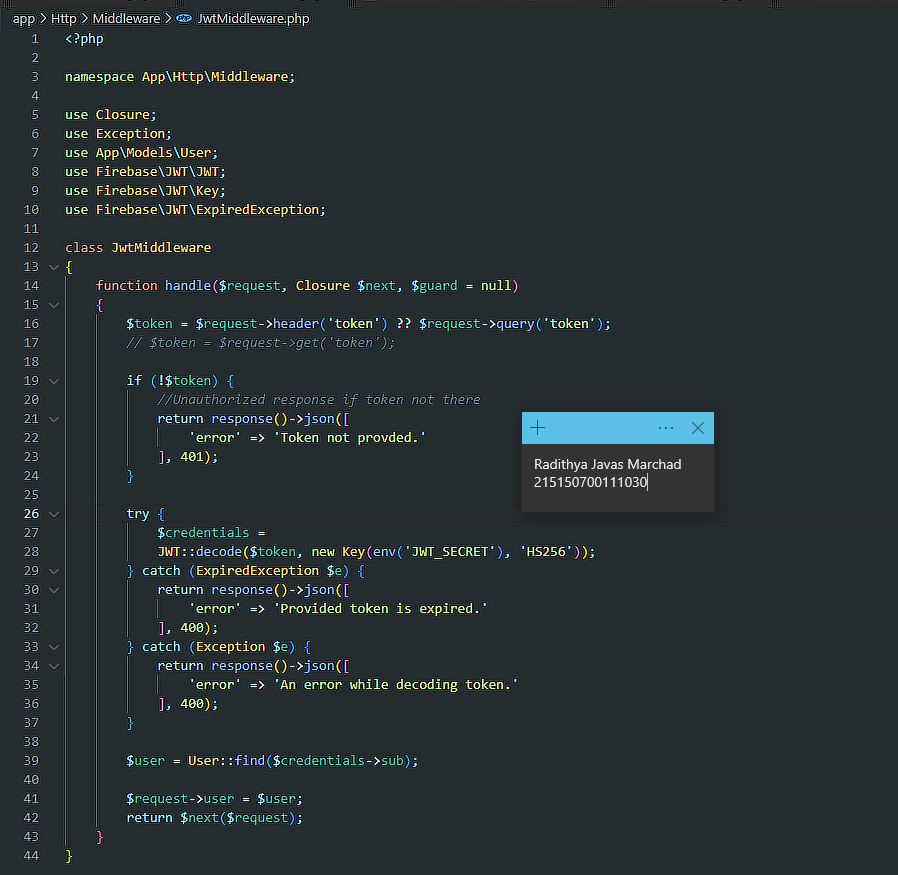 app > Http > Middleware > php JwtMiddleware.php
1 <?php
2
3 namespace App\Http\Middleware;
4
5 use Closure;
6 use Exception;
7 use App\Models\User;
8 use Firebase\JWT\JWT;
9 use Firebase\JWT\Key;
10 use Firebase\JWT\ExpiredException;
11
12 class JwtMiddleware
13 {
14     function handle($request, Closure $next, $guard = null)
15     {
16         $token = $request->header('token') ?? $request->query('token');
17         // $token = $request->get('token');
18
19         if (!$token) {
20             //Unauthorized response if token not there
21             return response()->json([
22                 'error' => 'Token not provded.'
23             ], 401);
24         }
25
26         try {
27             $credentials =
28             JWT::decode($token, new Key(env('JWT_SECRET'), 'HS256'));
29         } catch (ExpiredException $e) {
30             return response()->json([
31                 'error' => 'Provided token is expired.'
32             ], 400);
33         } catch (Exception $e) {
34             return response()->json([
35                 'error' => 'An error while decoding token.'
36             ], 400);
37         }
38
39         $user = User::find($credentials->sub);
40
41         $request->user = $user;
42         return $next($request);
43     }
44 }
Radithya Javas Marchad
215150700111030